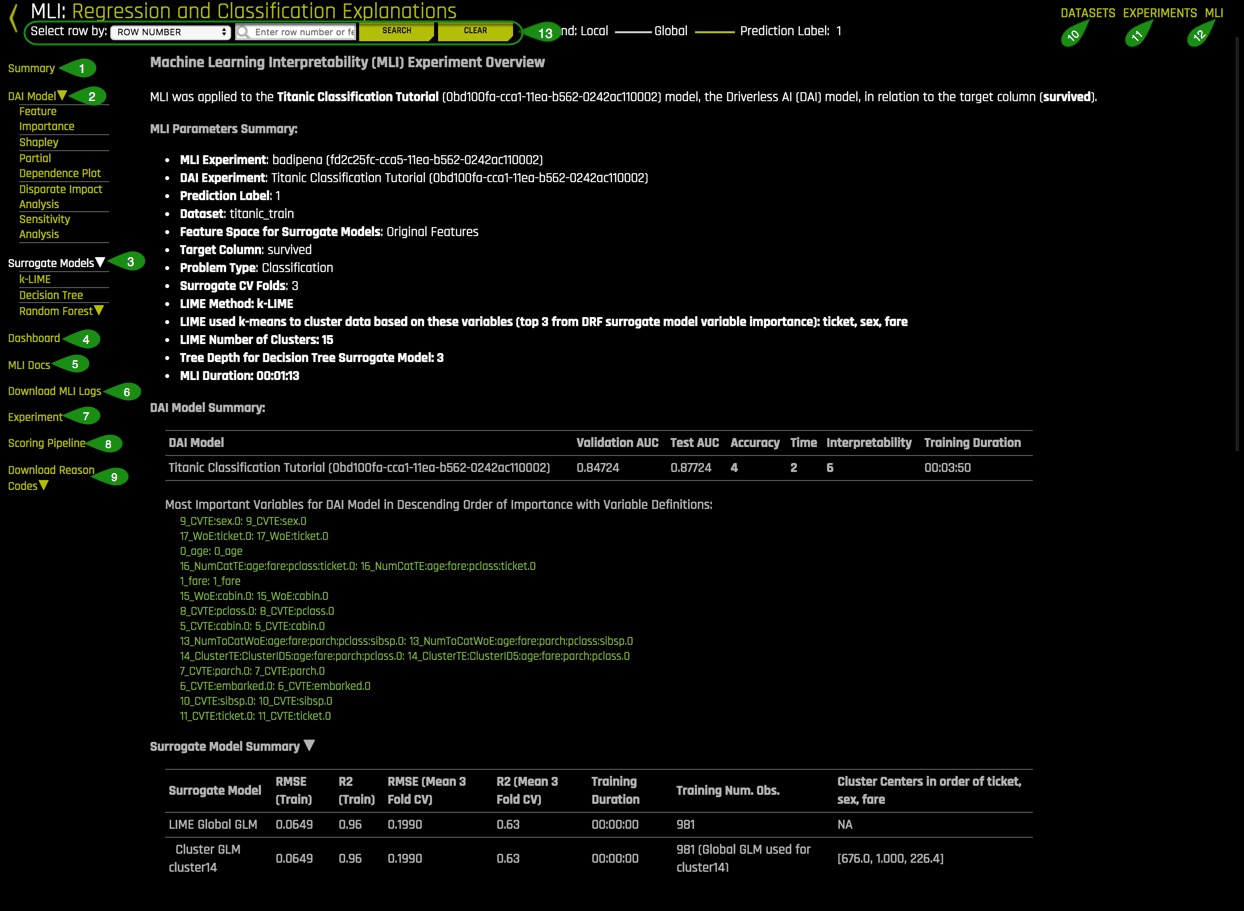 MLI: Regression and Classification Explanations
Select row by: ROW NUMBER Enter row number or fe SEARCH CLEAR 13 nd: Local Global Prediction Label: 1
DATASETS EXPERIMENTS MLI
10 11 12
Summary 1
DAI Model 2
Feature
Importance
Shapley
Partial
Dependence Plot
Disparate Impact
Analysis
Sensitivity
Analysis
Surrogate Models 3
k-LIME
Decision Tree
Random Forest
Dashboard 4
MLI Docs 5
Download MLI Logs 6
Experiment 7
Scoring Pipeline 8
Download Reason
Codes 9
Machine Learning Interpretability (MLI) Experiment Overview
MLI was applied to the Titanic Classification Tutorial (0bd100fa-cca1-11ea-b562-0242ac110002) model, the Driverless AI (DAI) model, in relation to the target column (survived).
MLI Parameters Summary:
• MLI Experiment: badipena (fd2c25fc-cca5-11ea-b562-0242ac110002)
• DAI Experiment: Titanic Classification Tutorial (0bd100fa-cca1-11ea-b562-0242ac110002)
• Prediction Label: 1
• Dataset: titanic_train
• Feature Space for Surrogate Models: Original Features
• Target Column: survived
• Problem Type: Classification
• Surrogate CV Folds: 3
• LIME Method: k-LIME
• LIME used k-means to cluster data based on these variables (top 3 from DRF surrogate model variable importance): ticket, sex, fare
• LIME Number of Clusters: 15
• Tree Depth for Decision Tree Surrogate Model: 3
• MLI Duration: 00:01:13
DAI Model Summary:
DAI Model Validation AUC Test AUC Accuracy Time Interpretability Training Duration
Titanic Classification Tutorial (0bd100fa-cca1-11ea-b562-0242ac110002) 0.84724 0.87724 4 2 6 00:03:50
Most Important Variables for DAI Model in Descending Order of Importance with Variable Definitions:
9_CVTE:sex.0: 9_CVTE:sex.0
17_WoE:ticket.0: 17_WoE:ticket.0
0_age: 0_age
16_NumCatTE:age:fare:pclass:ticket.0: 16_NumCatTE:age:fare:pclass:ticket.0
1_fare: 1_fare
15_WoE:cabin.0: 15_WoE:cabin.0
8_CVTE:pclass.0: 8_CVTE:pclass.0
5_CVTE:cabin.0: 5_CVTE:cabin.0
13_NumToCatWoE:age:fare:parch:pclass:sibsp.0: 13_NumToCatWoE:age:fare:parch:pclass:sibsp.0
14_ClusterTE:ClusterID5:age:fare:parch:pclass.0: 14_ClusterTE:ClusterID5:age:fare:parch:pclass.0
7_CVTE:parch.0: 7_CVTE:parch.0
6_CVTE:embarked.0: 6_CVTE:embarked.0
10_CVTE:sibsp.0: 10_CVTE:sibsp.0
11_CVTE:ticket.0: 11_CVTE:ticket.0
Surrogate Model Summary
Surrogate Model RMSE (Train) R2 (Train) RMSE (Mean 3 Fold CV) R2 (Mean 3 Fold CV) Training Duration Training Num. Obs. Cluster Centers in order of ticket, sex, fare
LIME Global GLM 0.0649 0.96 0.1990 0.63 00:00:00 981 NA
Cluster GLM cluster14 0.0649 0.96 0.1990 0.63 00:00:00 981 (Global GLM used for cluster14) [676.0, 1.000, 226.4]